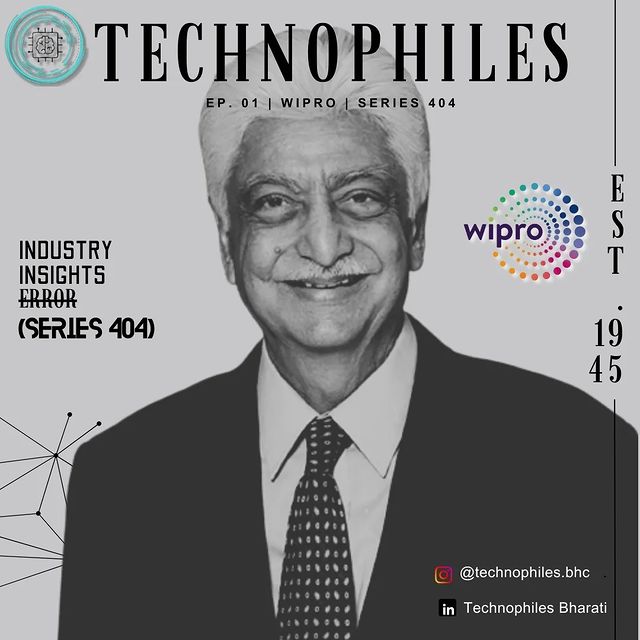 TECHNOPHILES
EP. 01 | WIPRO | SERIES 404
INDUSTRY
INSIGHTS
ERROR
(SERIES 404)
wipro
EST.
19
45
@technophiles.bhc
in Technophiles Bharati